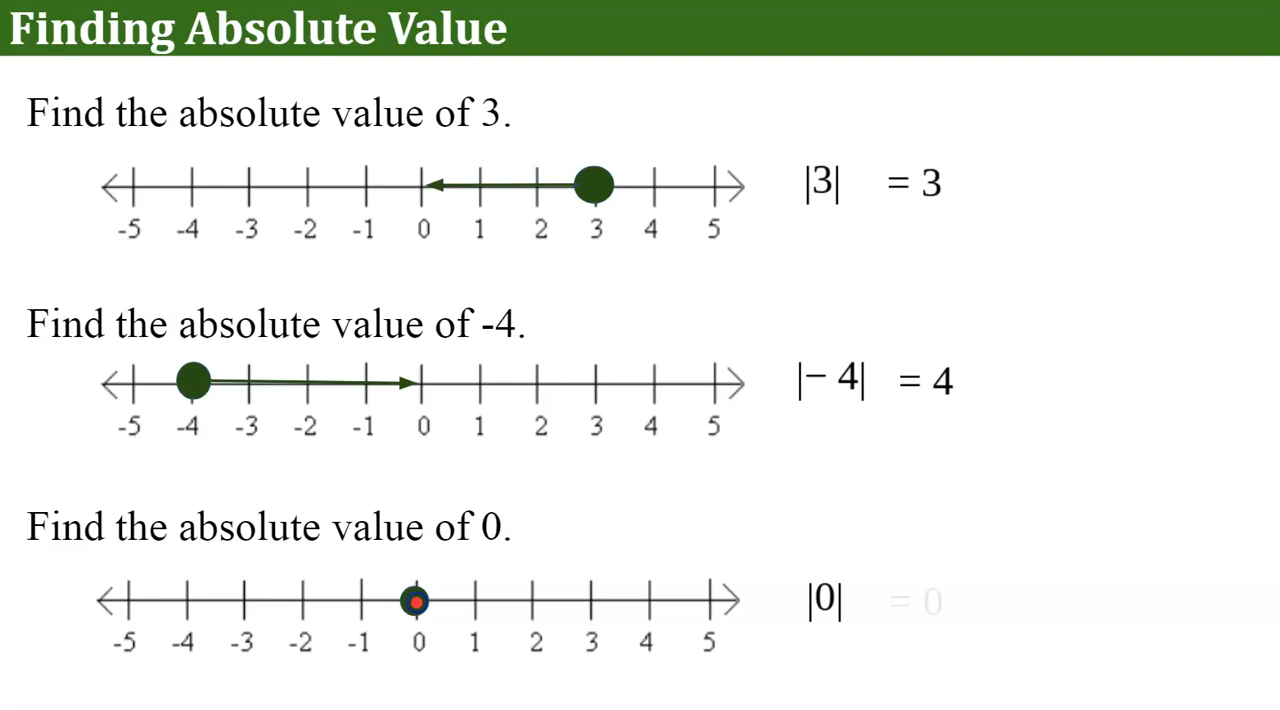 Finding Absolute Value
Find the absolute value of 3.
|3| = 3
-5 -4 -3 -2 -1 0 1 2 3 4 5
Find the absolute value of -4.
|− 4| = 4
-5 -4 -3 -2 -1 0 1 2 3 4 5
Find the absolute value of 0.
|0| = 0
-5 -4 -3 -2 -1 0 1 2 3 4 5